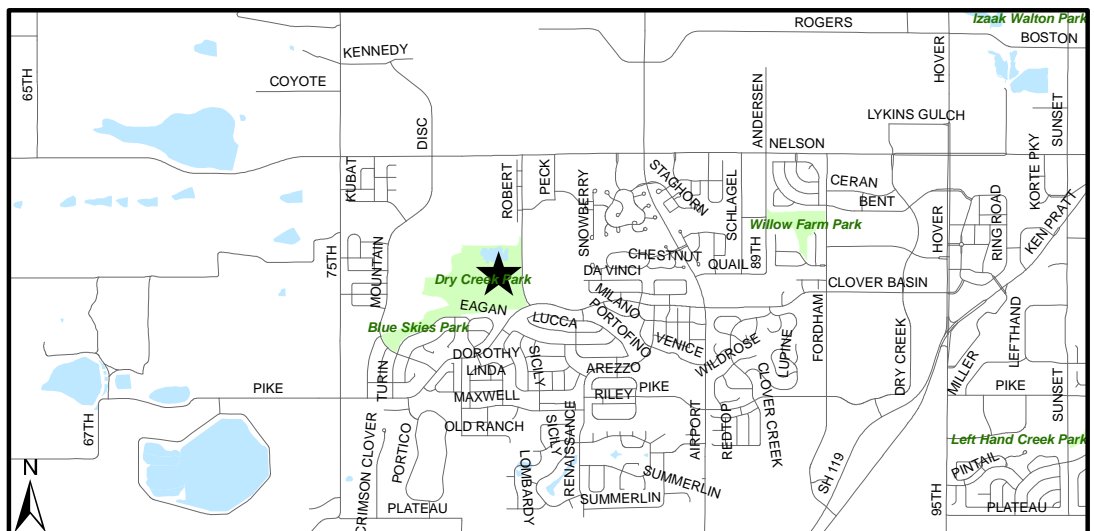 Izaak Walton Park
ROGERS
BOSTON
KENNEDY
HOVER
65TH
COYOTE
LYKINS GULCH
ANDERSEN
SUNSET
DISC
NELSON
KUBAT
PECK
STAGHORN
SCHLAGEL
CERAN
KORTE PKY
ROBERT
SNOWBERRY
BENT
KEN PRATT
Willow Farm Park
RING ROAD
HOVER
75TH
MOUNTAIN
CHESTNUT
QUAIL
89TH
DA VINCI
Dry Creek Park
CLOVER BASIN
MILANO
EAGAN
LUCCA
PORTOFINO
Blue Skies Park
FORDHAM
LEFTHAND
VENICE
WILDROSE
LUPINE
DOROTHY
SICILY
LINDA
AREZZO
DRY CREEK
MILLER
TURIN
PIKE
MAXWELL
RILEY
PIKE
CLOVER CREEK
PIKE
SUNSET
67TH
OLD RANCH
SICILY
RENAISSANCE
AIRPORT
REDTOP
CRIMSON CLOVER
PORTICO
Left Hand Creek Park
N
LOMBARDY
SUMMERLIN
SH 119
PINTAIL
SUMMERLIN
PLATEAU
95TH
PLATEAU